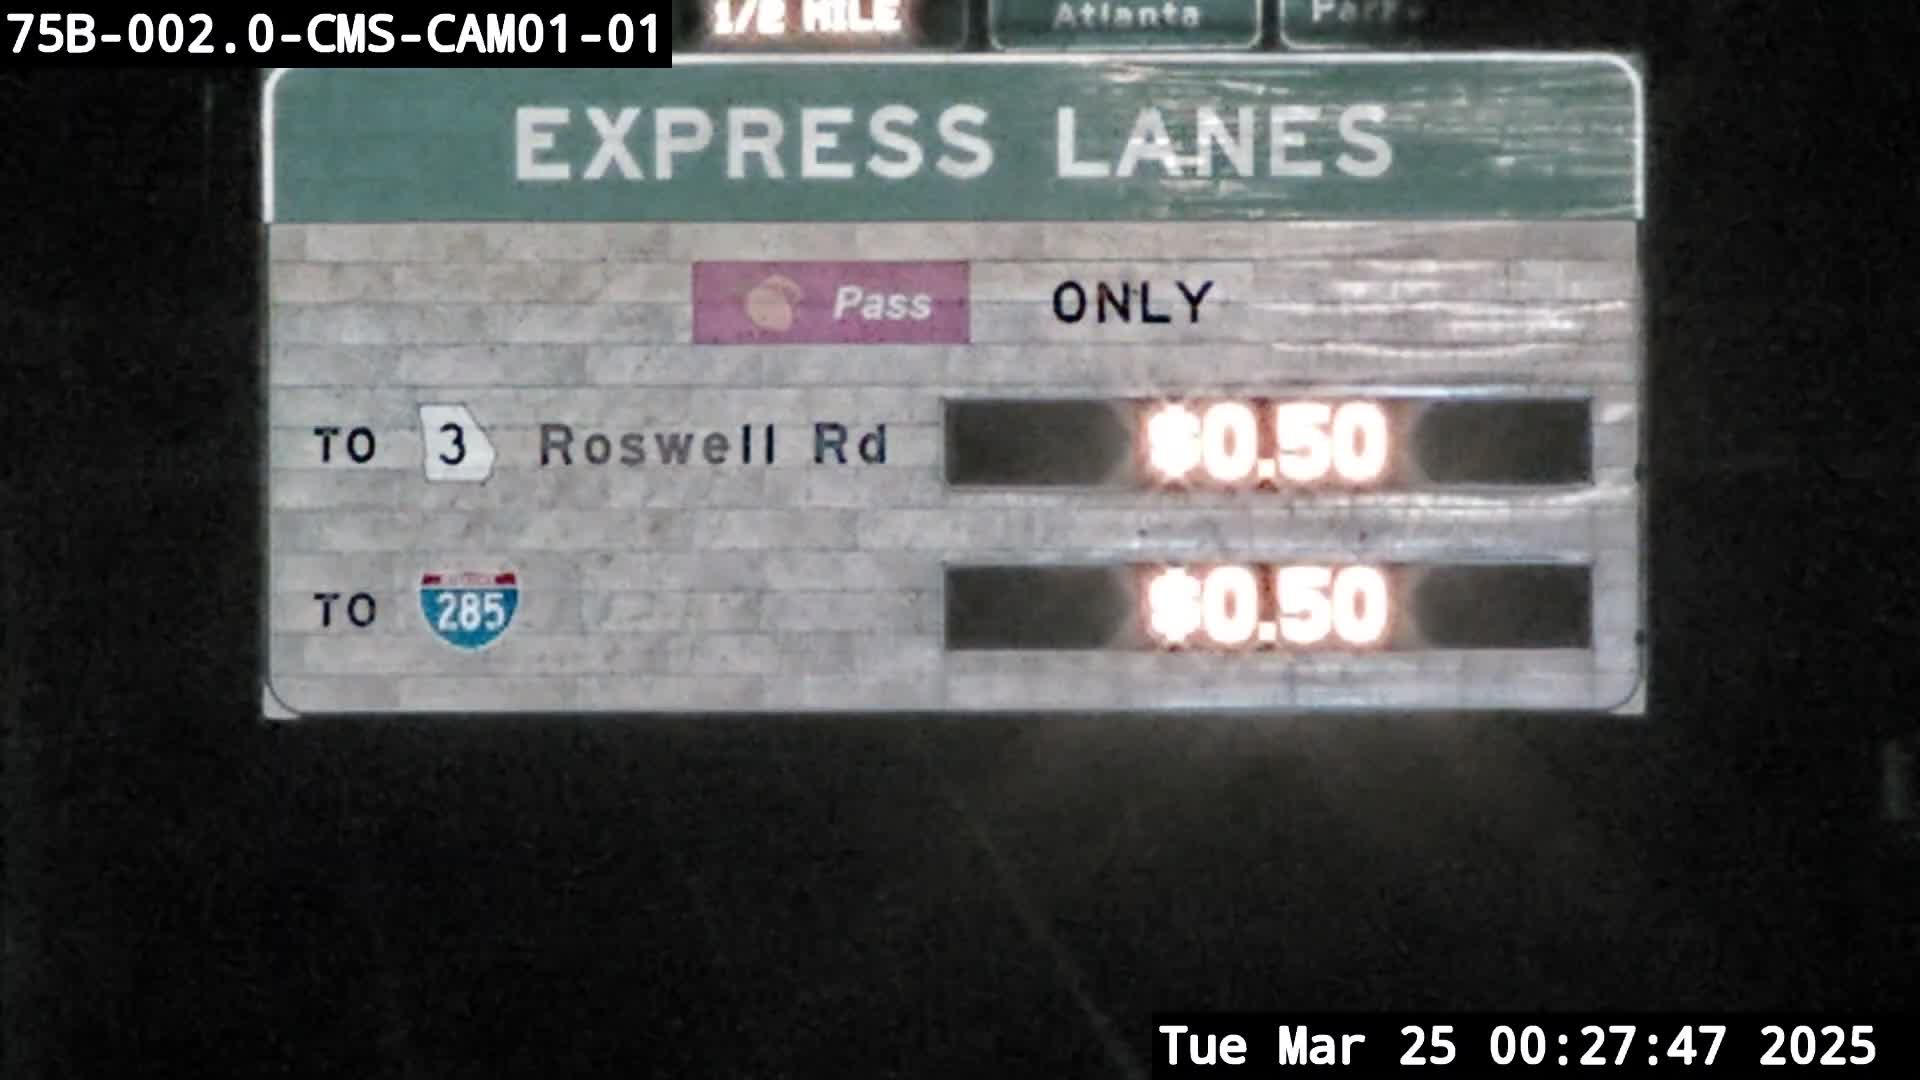 75B-002.0-CMS-CAM01-01
1/2 MILE
Atlanta
EXPRESS LANES
Pass ONLY
TO 3 Roswell Rd $0.50
TO 285 $0.50
Tue Mar 25 00:27:47 2025